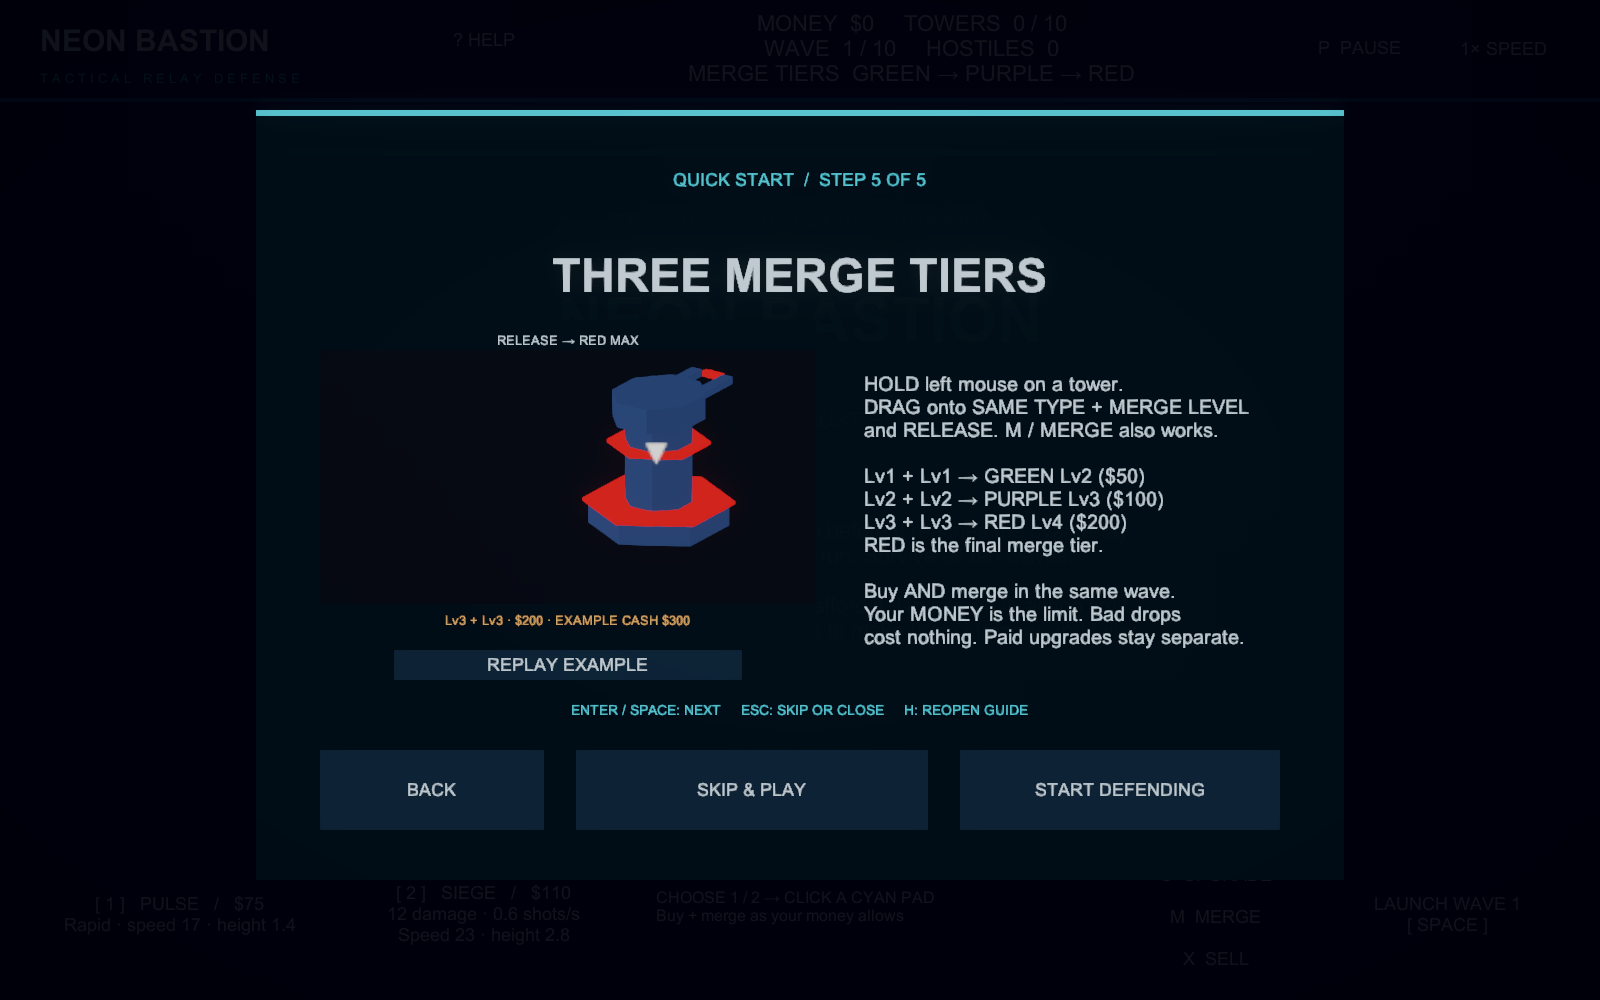 NEON BASTION
TACTICAL RELAY DEFENSE
? HELP
MONEY $0 TOWERS 0 / 10
WAVE 1 / 10 HOSTILES 0
MERGE TIERS GREEN → PURPLE → RED
P PAUSE
1× SPEED
QUICK START / STEP 5 OF 5
THREE MERGE TIERS
NEON BASTION
RELEASE → RED MAX
HOLD left mouse on a tower.
DRAG onto SAME TYPE + MERGE LEVEL
and RELEASE. M / MERGE also works.
Lv1 + Lv1 → GREEN Lv2 ($50)
Lv2 + Lv2 → PURPLE Lv3 ($100)
Lv3 + Lv3 → RED Lv4 ($200)
RED is the final merge tier.
Buy AND merge in the same wave.
Your MONEY is the limit. Bad drops
cost nothing. Paid upgrades stay separate.
Lv3 + Lv3 · $200 · EXAMPLE CASH $300
REPLAY EXAMPLE
ENTER / SPACE: NEXT ESC: SKIP OR CLOSE H: REOPEN GUIDE
BACK
SKIP & PLAY
START DEFENDING
[ 1 ] PULSE / $75
Rapid · speed 17 · height 1.4
[ 2 ] SIEGE / $110
12 damage · 0.6 shots/s
Speed 23 · height 2.8
CHOOSE 1 / 2 → CLICK A CYAN PAD
Buy + merge as your money allows
M MERGE
X SELL
LAUNCH WAVE 1
[ SPACE ]